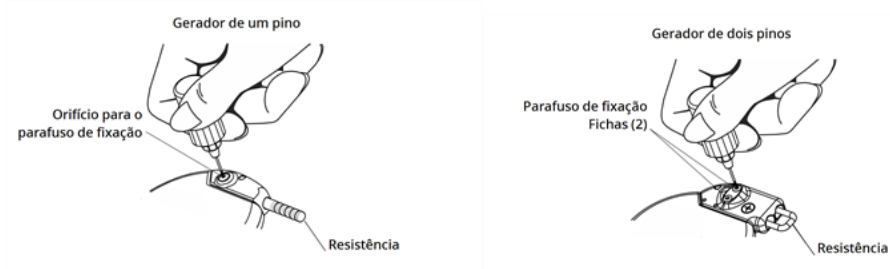 Gerador de um pino
Orifício para o
parafuso de fixação
Resistência
Gerador de dois pinos
Parafuso de fixação
Fichas (2)
Resistência